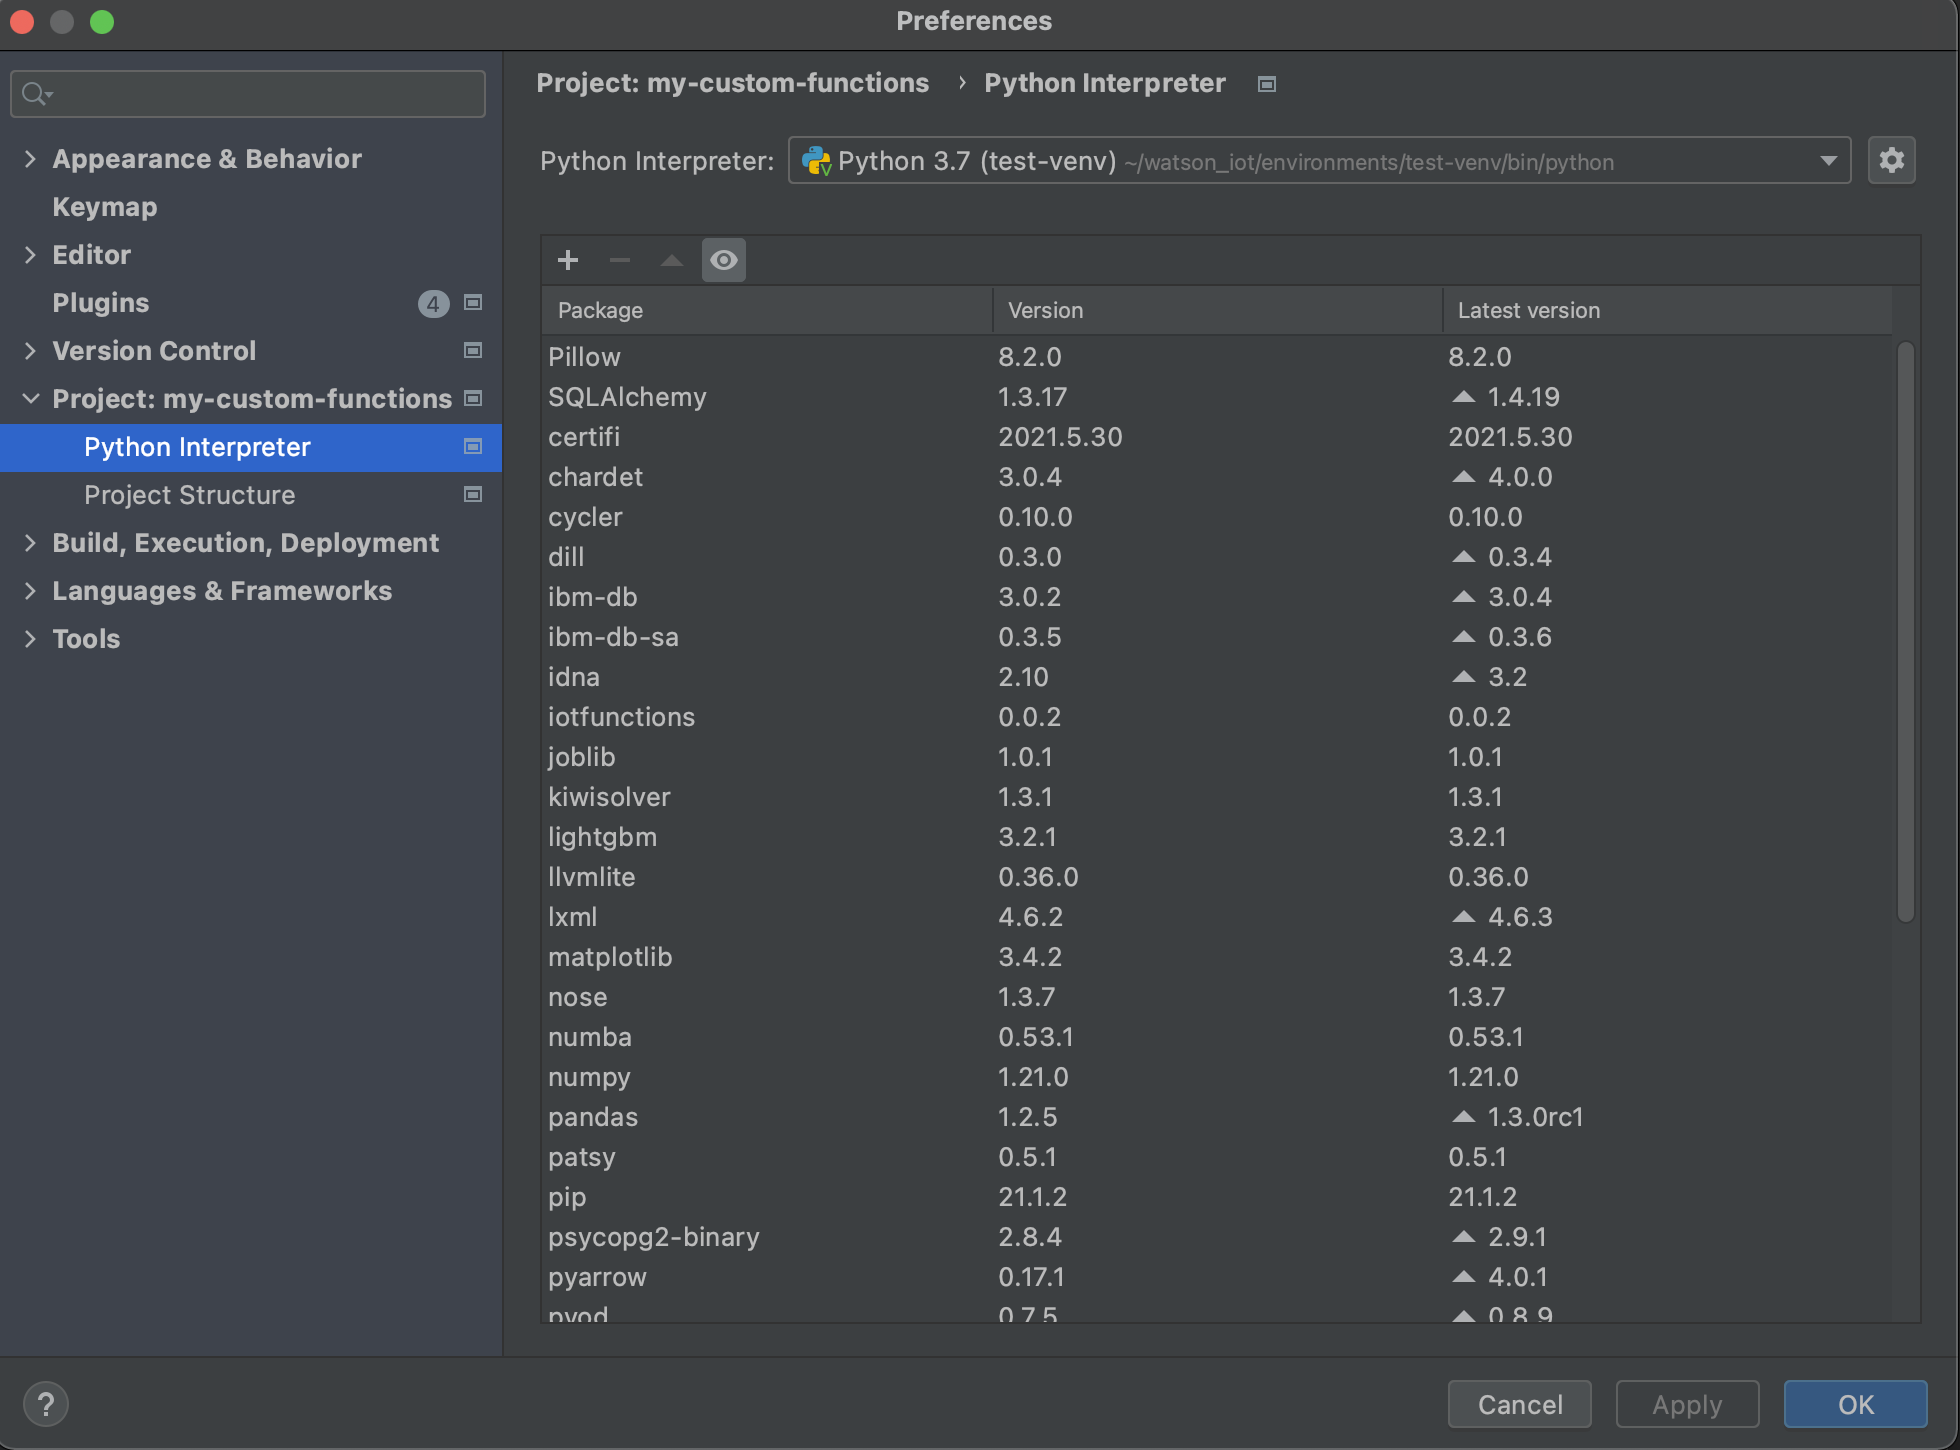 Preferences
Appearance & Behavior
Keymap
Editor
Plugins 4
Version Control
Project: my-custom-functions
Python Interpreter
Project Structure
Build, Execution, Deployment
Languages & Frameworks
Tools
Project: my-custom-functions › Python Interpreter
Python Interpreter: Python 3.7 (test-venv) ~/watson_iot/environments/test-venv/bin/python
Package Version Latest version
Pillow 8.2.0 8.2.0
SQLAlchemy 1.3.17 1.4.19
certifi 2021.5.30 2021.5.30
chardet 3.0.4 4.0.0
cycler 0.10.0 0.10.0
dill 0.3.0 0.3.4
ibm-db 3.0.2 3.0.4
ibm-db-sa 0.3.5 0.3.6
idna 2.10 3.2
iotfunctions 0.0.2 0.0.2
joblib 1.0.1 1.0.1
kiwisolver 1.3.1 1.3.1
lightgbm 3.2.1 3.2.1
llvmlite 0.36.0 0.36.0
lxml 4.6.2 4.6.3
matplotlib 3.4.2 3.4.2
nose 1.3.7 1.3.7
numba 0.53.1 0.53.1
numpy 1.21.0 1.21.0
pandas 1.2.5 1.3.0rc1
patsy 0.5.1 0.5.1
pip 21.1.2 21.1.2
psycopg2-binary 2.8.4 2.9.1
pyarrow 0.17.1 4.0.1
pyod 0.7.5 0.8.9
? Cancel Apply OK